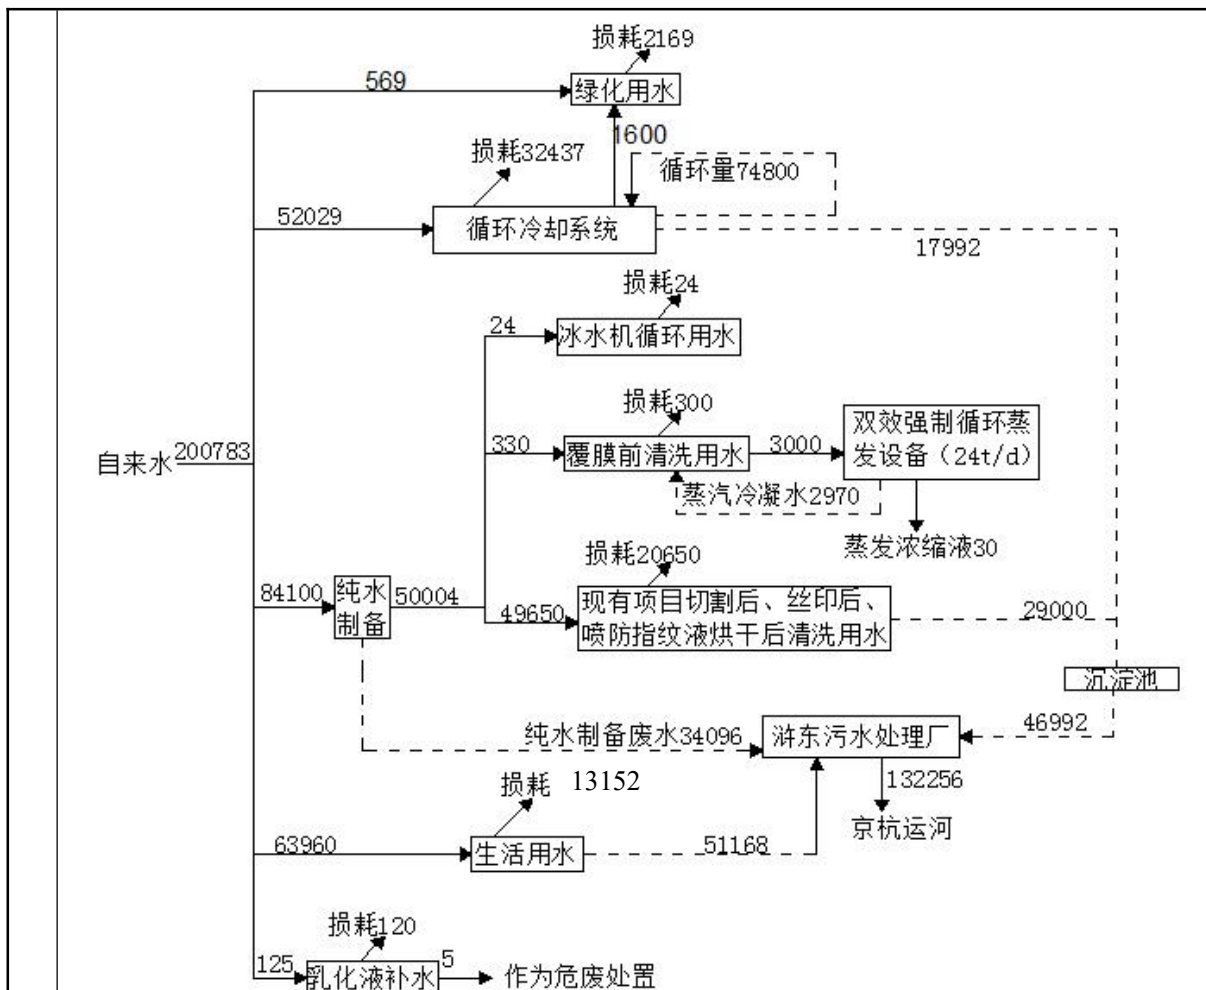 损耗2169
569
绿化用水
1600
损耗32437
循环量74800
52029
循环冷却系统
17992
损耗24
24
冰水机循环用水
损耗300
330
覆膜前清洗用水
3000
双效强制循环蒸
发设备（24t/d）
自来水
200783
蒸汽冷凝水2970
蒸发浓缩液30
损耗20650
84100
纯水
制备
50004
49650
现有项目切割后、丝印后、
喷防指纹液烘干后清洗用水
29000
沉淀池
纯水制备废水34096
浒东污水处理厂
46992
损耗 13152
132256
京杭运河
63960
生活用水
51168
损耗120
125
乳化液补水
5
作为危废处置